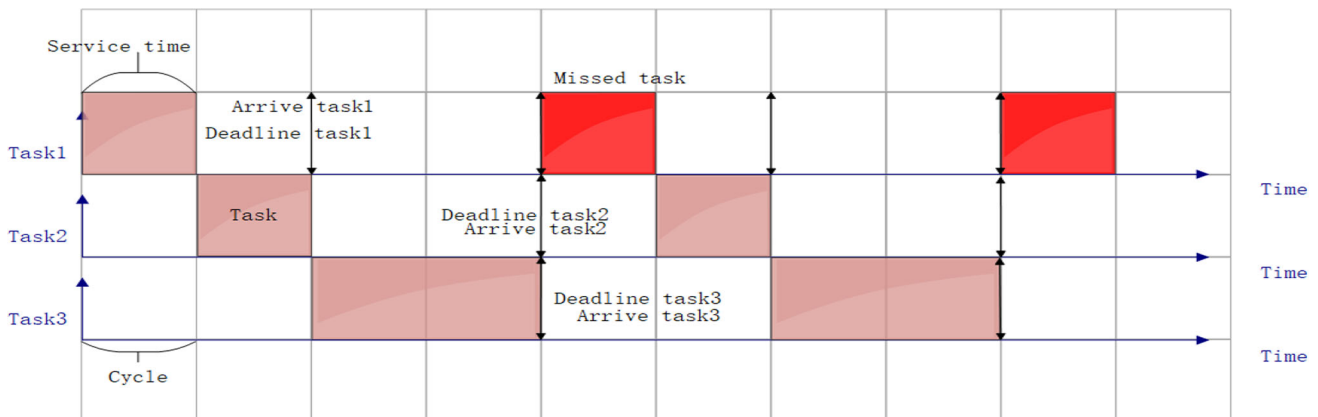 Service time
Missed task
Arrive task1
Deadline task1
Task1
Time
Task
Deadline task2
Arrive task2
Task2
Time
Deadline task3
Arrive task3
Task3
Time
Cycle